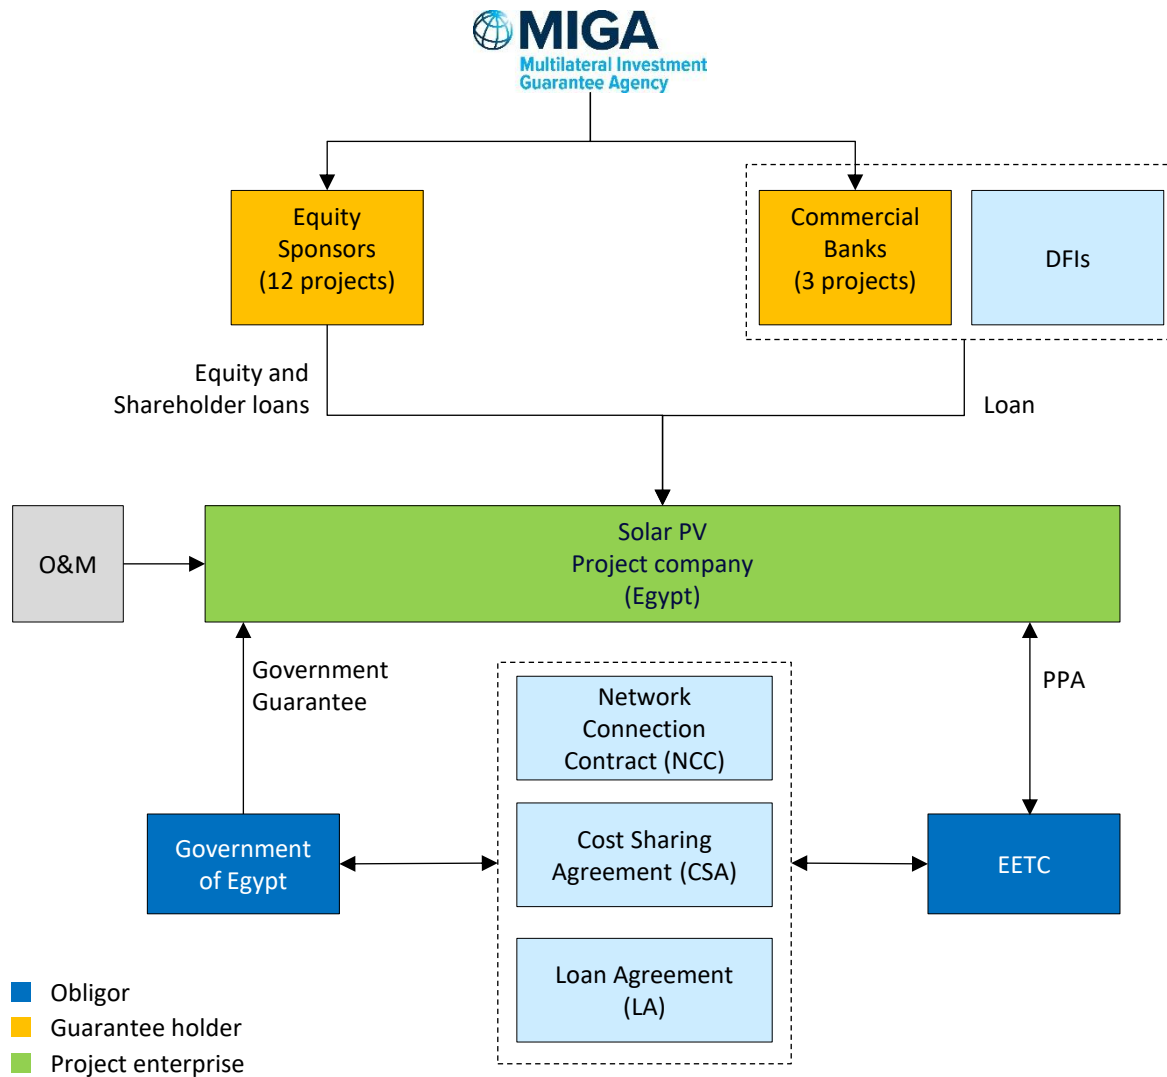 MIGA
Multilateral Investment
Guarantee Agency
Equity
Sponsors
(12 projects)
Commercial
Banks
(3 projects)
DFIs
Equity and
Shareholder loans
Loan
O&M
Solar PV
Project company
(Egypt)
Government
Guarantee
Network
Connection
Contract (NCC)
PPA
Government
of Egypt
Cost Sharing
Agreement (CSA)
EETC
Loan Agreement
(LA)
Obligor
Guarantee holder
Project enterprise